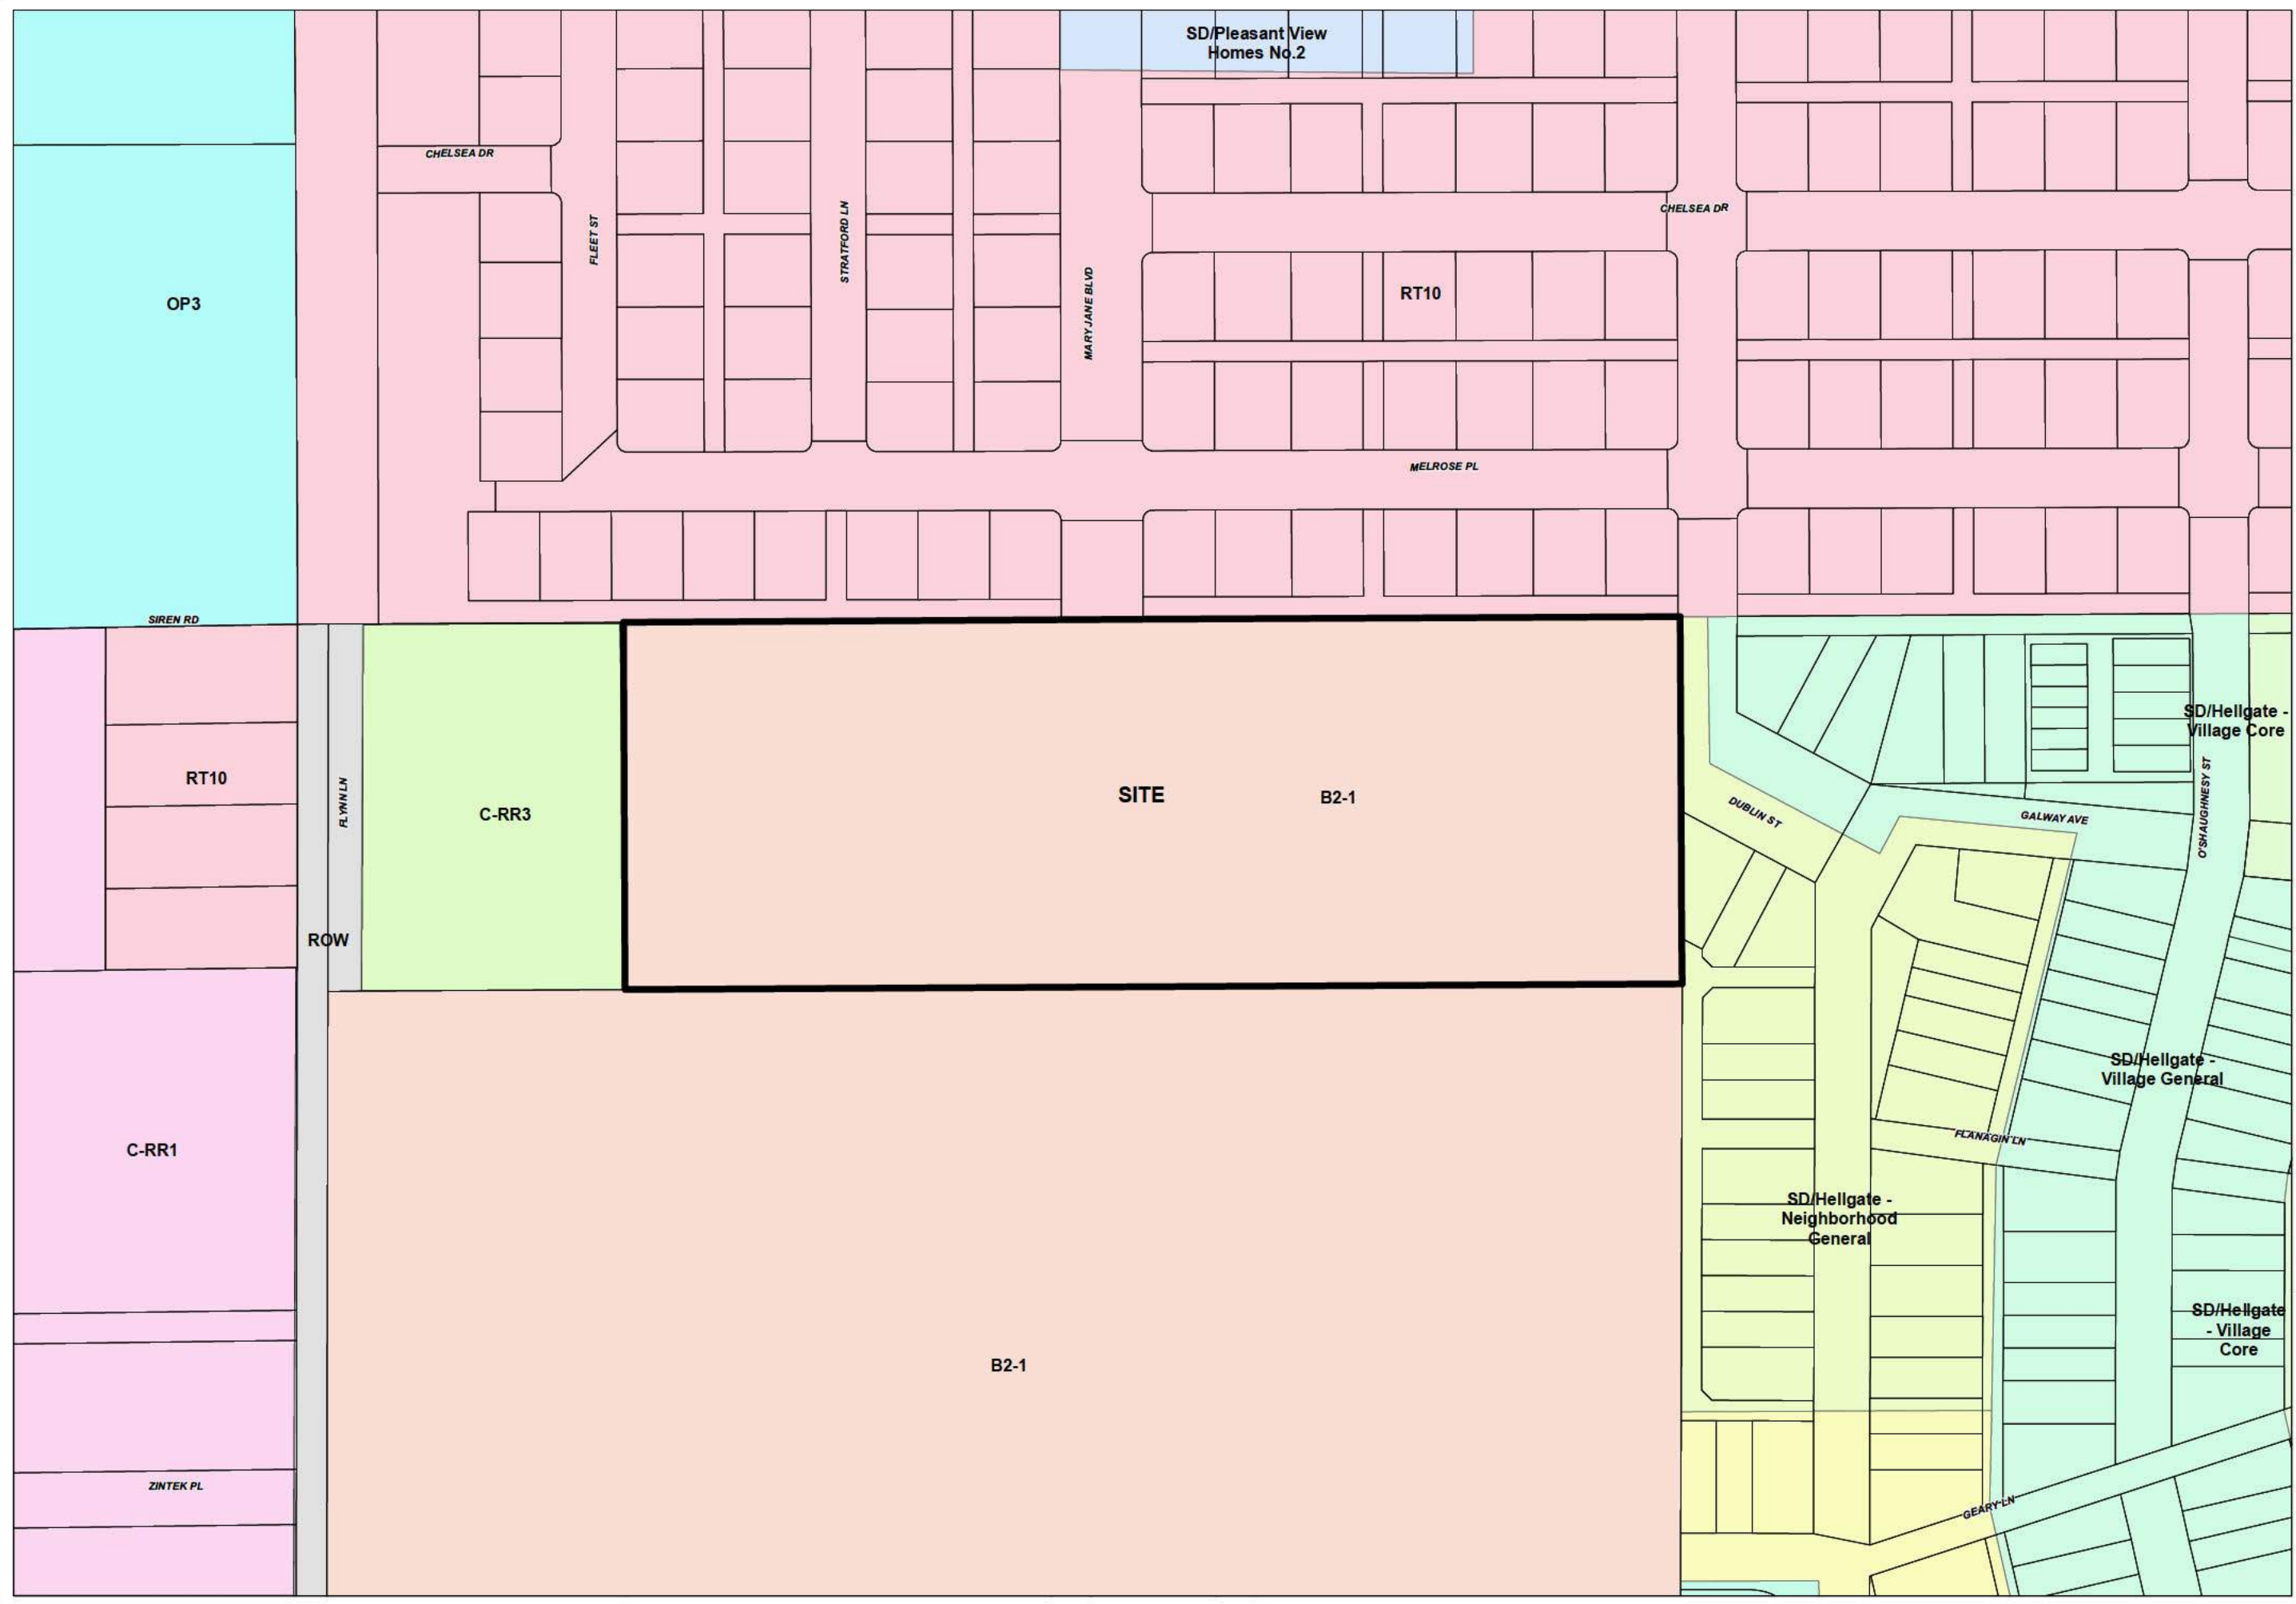 SD/Pleasant View
Homes No.2
CHELSEA DR
FLEET ST
STRATFORD LN
CHELSEA DR
OP3
MARY JANE BLVD
RT10
MELROSE PL
SIREN RD
RT10
FLYNN LN
C-RR3
SITE
B2-1
DUBLIN ST
GALWAY AVE
SD/Hellgate -
Village Core
O'SHAUGHNESY ST
ROW
C-RR1
SD/Hellgate -
Village General
FLANAGIN LN
SD/Hellgate -
Neighborhood
General
B2-1
SD/Hellgate
- Village
Core
ZINTEK PL
GEARY LN